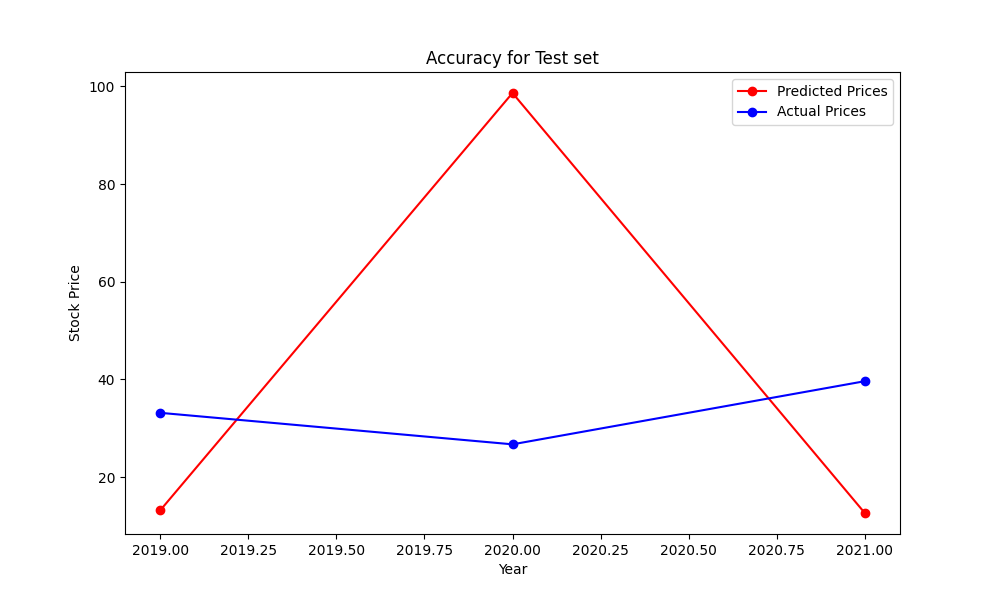 Accuracy for Test set
Predicted Prices
Actual Prices
100
80
60
40
20
Stock Price
2019.00 2019.25 2019.50 2019.75 2020.00 2020.25 2020.50 2020.75 2021.00
Year